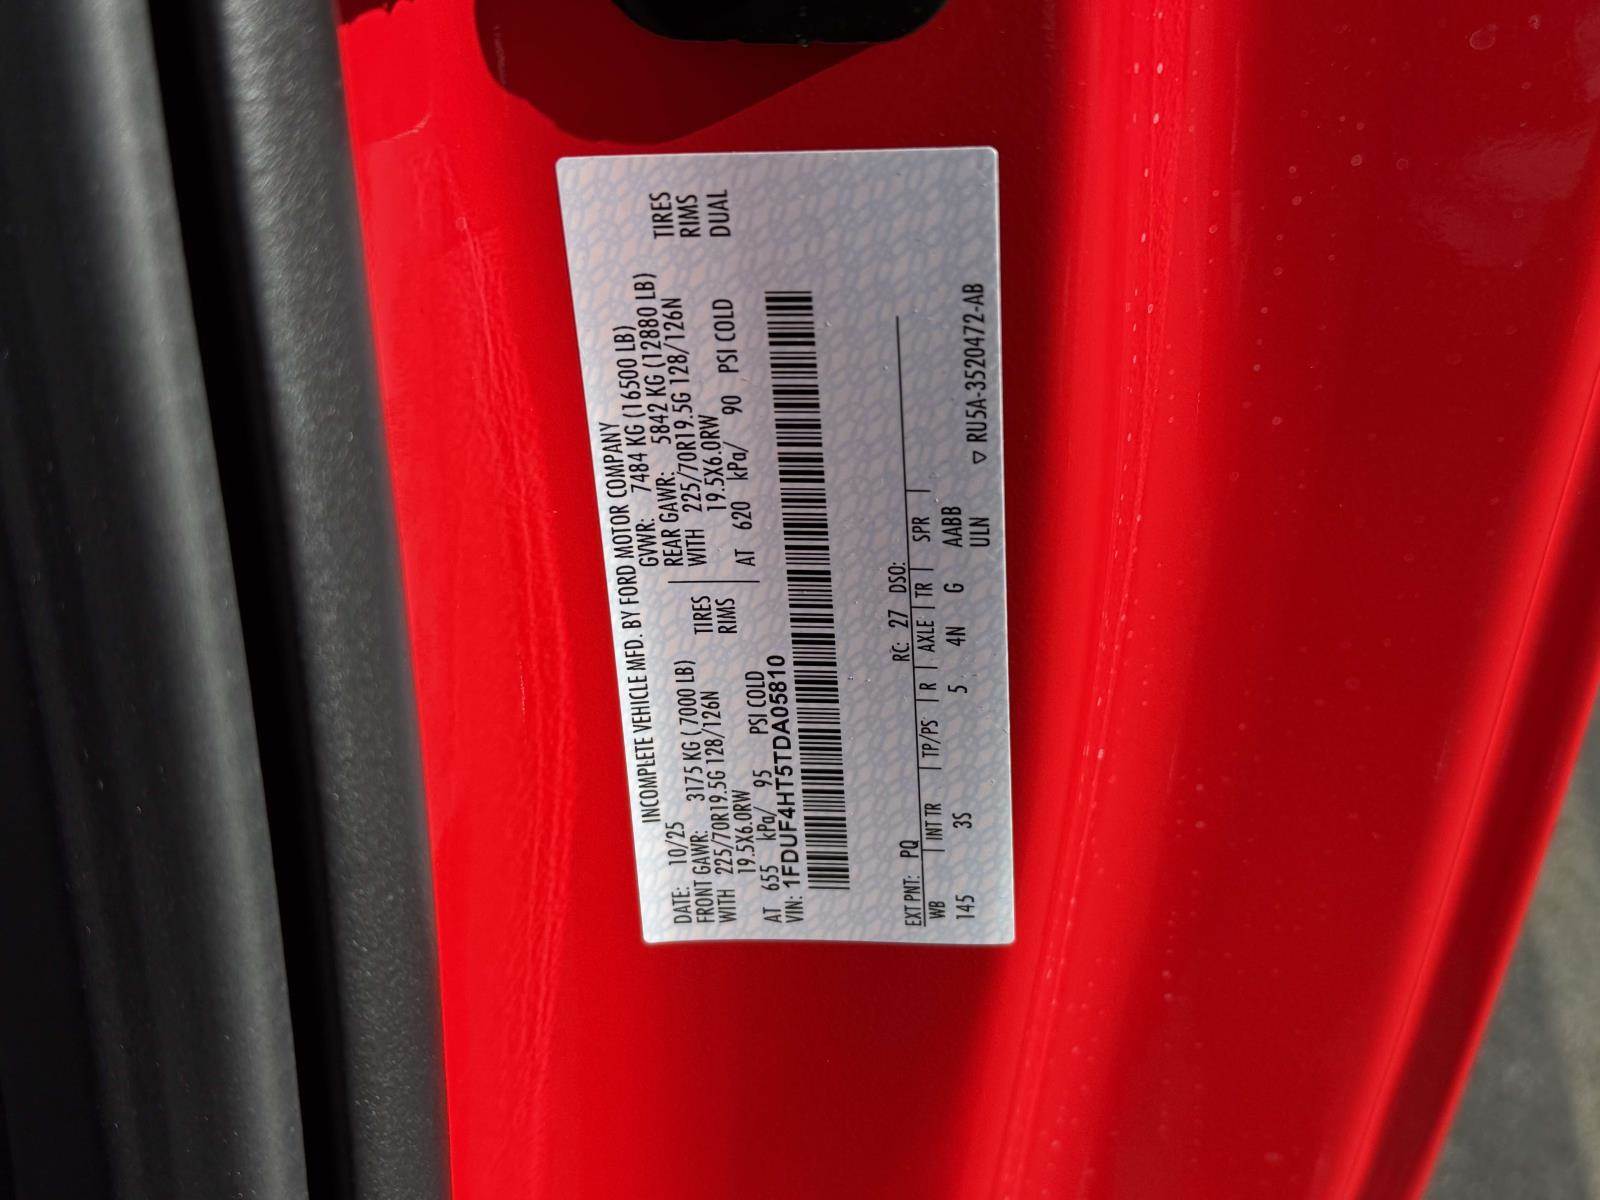 INCOMPLETE VEHICLE MFD. BY FORD MOTOR COMPANY
DATE: 10/25 GVWR: 7484 KG (16500 LB)
FRONT GAWR: 3175 KG ( 7000 LB) REAR GAWR: 5842 KG (12880 LB)
WITH 225/70R19.5G 128/126N TIRES WITH 225/70R19.5G 128/126N TIRES
19.5X6.0RW RIMS 19.5X6.0RW RIMS
AT 655 kPa/ 95 PSI COLD AT 620 kPa/ 90 PSI COLD DUAL
VIN: 1FDUF4HT5TDA05810
EXT PNT: PQ RC: 27 DSO:
WB INT TR TP/PS R AXLE TR SPR
145 3S 5 4N G AABB
ULN
▽ RU5A-3520472-AB